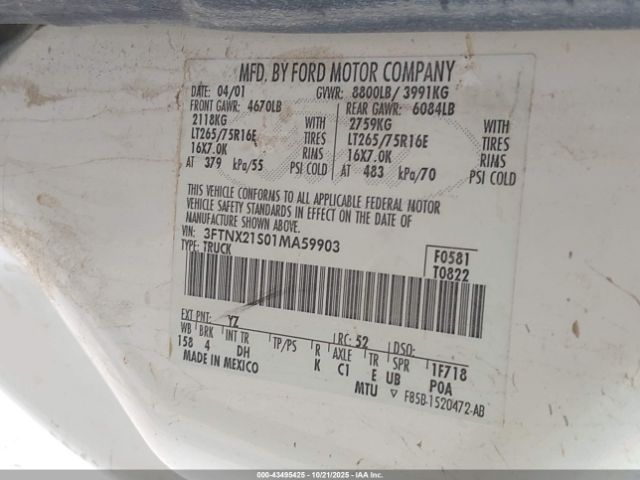 MFD. BY FORD MOTOR COMPANY
DATE: 04/01 GVWR: 8800LB/ 3991KG
FRONT GAWR: 4670LB REAR GAWR: 6084LB
2118KG WITH 2759KG WITH
LT265/75R16E TIRES LT265/75R16E TIRES
16X7.0K RIMS 16X7.0K RIMS
AT 379 kPa/55 PSI COLD AT 483 kPa/70 PSI COLD
THIS VEHICLE CONFORMS TO ALL APPLICABLE FEDERAL MOTOR
VEHICLE SAFETY STANDARDS IN EFFECT ON THE DATE OF
MANUFACTURE SHOWN ABOVE.
VIN: 3FTNX21S01MA59903
TYPE: TRUCK
F0581
T0822
EXT PNT: YZ RC: 52 DSO:
WB BRK INT TR TP/PS R AXLE TR SPR 1F718
158 4 DH K C1 E UB P0A
MADE IN MEXICO MTU ▽ F85B-1520472-AB
000-43495425 - 10/21/2025 - IAAI.COM